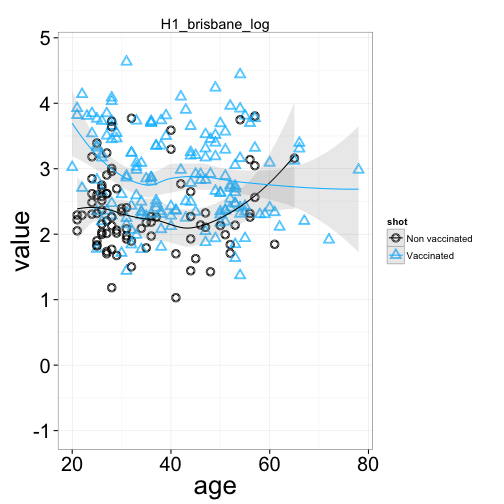 H1_brisbane_log
5
4
3
2
1
0
-1
value
20
40
60
80
age
shot
Non vaccinated
Vaccinated